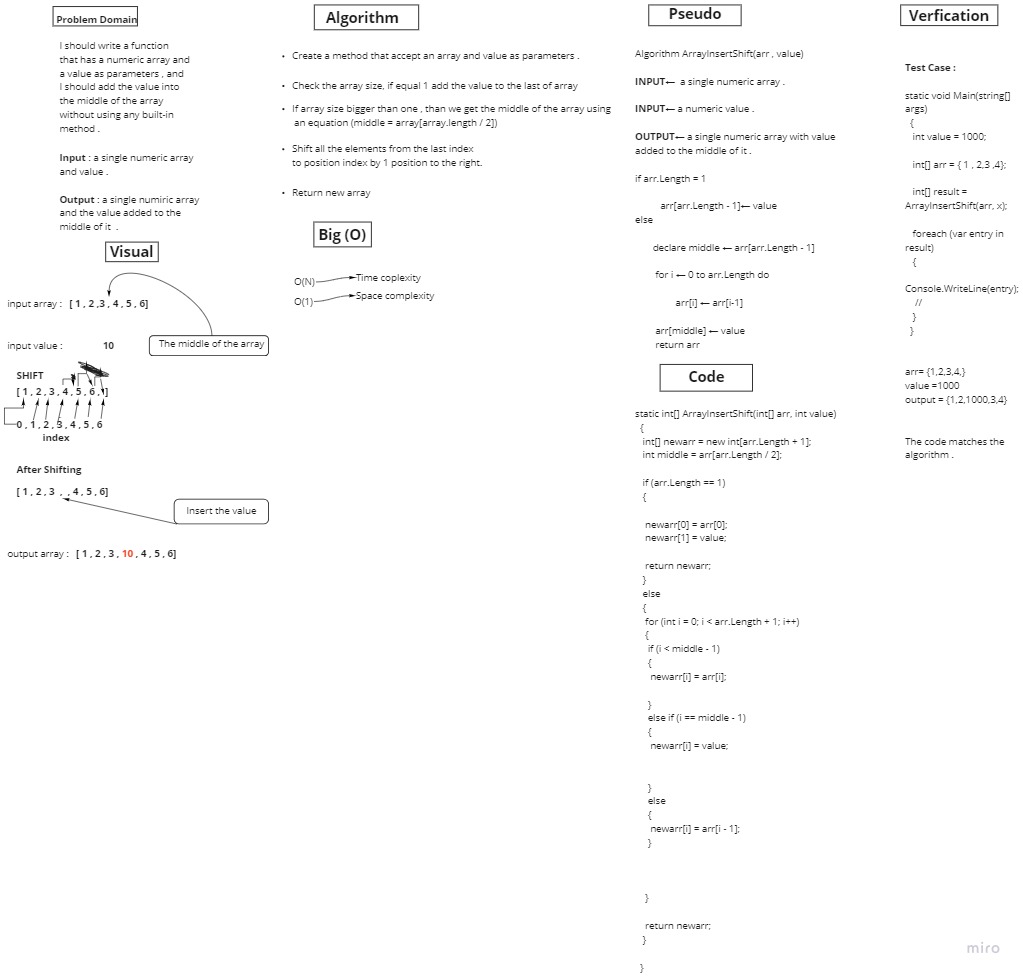 Problem Domain
I should write a function
that has a numeric array and
a value as parameters , and
I should add the value into
the middle of the array
without using any built-in
method .
Input : a single numeric array
and value .
Output : a single numiric array
and the value added to the
middle of it .
Visual
input array : [ 1 , 2 ,3 , 4 , 5 , 6]
The middle of the array
input value : 10
SHIFT
[ 1 , 2 , 3 , 4 , 5 , 6 , ]
0 , 1 , 2 , 3 , 4 , 5 , 6
index
After Shifting
[ 1 , 2 , 3 , , 4 , 5 , 6]
Insert the value
output array : [ 1 , 2 , 3 , 10 , 4 , 5 , 6]
Algorithm
• Create a method that accept an array and value as parameters .
• Check the array size, if equal 1 add the value to the last of array
• If array size bigger than one , than we get the middle of the array using
an equation (middle = array[array.length / 2])
• Shift all the elements from the last index
to position index by 1 position to the right.
• Return new array
Big (O)
O(N) Time coplexity
O(1) Space complexity
Pseudo
Algorithm ArrayInsertShift(arr , value)
INPUT← a single numeric array .
INPUT← a numeric value .
OUTPUT← a single numeric array with value
added to the middle of it .
if arr.Length = 1
arr[arr.Length - 1]← value
else
declare middle ← arr[arr.Length - 1]
for i ← 0 to arr.Length do
arr[i] ← arr[i-1]
arr[middle] ← value
return arr
Code
static int[] ArrayInsertShift(int[] arr, int value)
{
int[] newarr = new int[arr.Length + 1];
int middle = arr[arr.Length / 2];
if (arr.Length == 1)
{
newarr[0] = arr[0];
newarr[1] = value;
return newarr;
}
else
{
for (int i = 0; i < arr.Length + 1; i++)
{
if (i < middle - 1)
{
newarr[i] = arr[i];
}
else if (i == middle - 1)
{
newarr[i] = value;
}
else
{
newarr[i] = arr[i - 1];
}
}
return newarr;
}
}
Verfication
Test Case :
static void Main(string[]
args)
{
int value = 1000;
int[] arr = { 1 , 2,3 ,4};
int[] result =
ArrayInsertShift(arr, x);
foreach (var entry in
result)
{
Console.WriteLine(entry);
//
}
}
arr= {1,2,3,4,}
value =1000
output = {1,2,1000,3,4}
The code matches the
algorithm .
miro